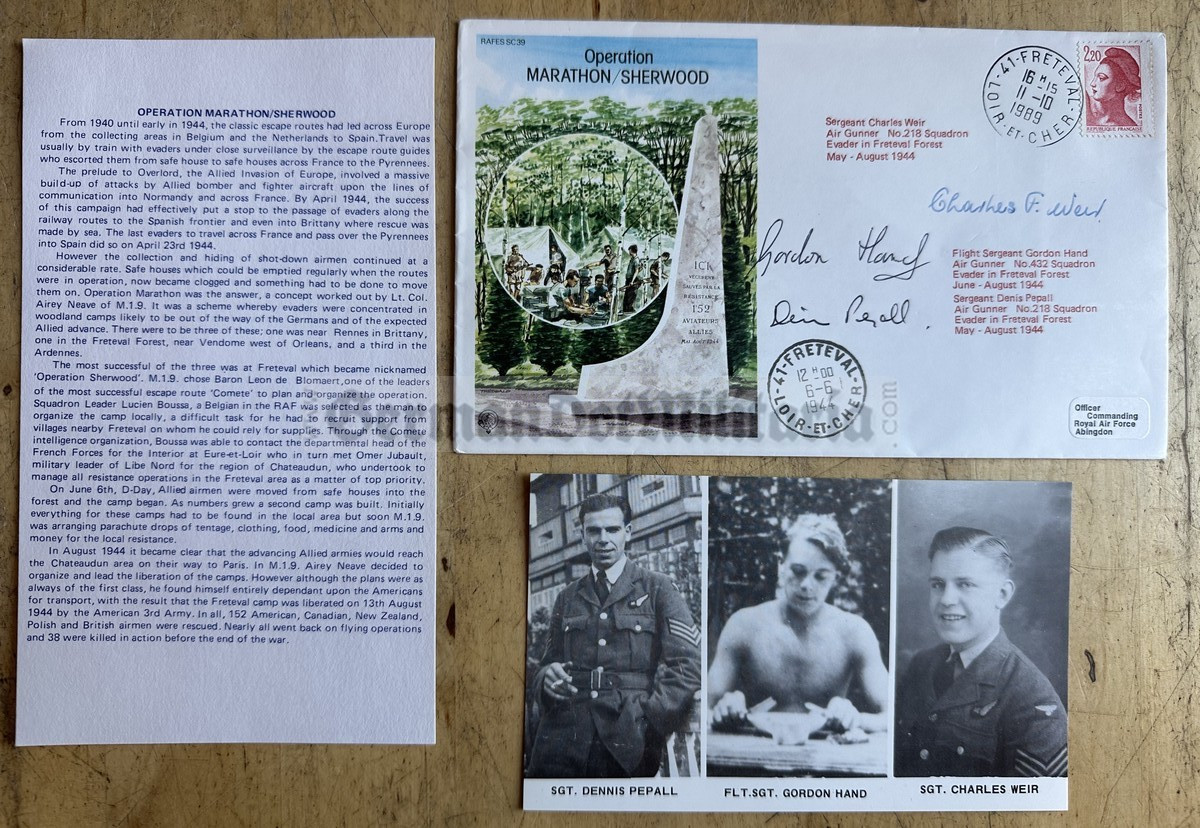 OPERATION MARATHON/SHERWOOD
From 1940 until early in 1944, the classic escape routes had led across Europe
from the collecting areas in Belgium and the Netherlands to Spain.Travel was
usually by train with evaders under close surveillance by the escape route guides
who escorted them from safe house to safe houses across France to the Pyrennees.
The prelude to Overlord, the Allied Invasion of Europe, involved a massive
build-up of attacks by Allied bomber and fighter aircraft upon the lines of
communication into Normandy and across France. By April 1944, the success
of this campaign had effectively put a stop to the passage of evaders along the
railway routes to the Spanish frontier and even into Brittany where rescue was
made by sea. The last evaders to travel across France and pass over the Pyrennees
into Spain did so on April 23rd 1944.
However the collection and hiding of shot-down airmen continued at a
considerable rate. Safe houses which could be emptied regularly when the routes
were in operation, now became clogged and something had to be done to move
them on. Operation Marathon was the answer, a concept worked out by Lt. Col.
Airey Neave of M.1.9. It was a scheme whereby evaders were concentrated in
woodland camps likely to be out of the way of the Germans and of the expected
Allied advance. There were to be three of these; one was near Rennes in Brittany,
one in the Freteval Forest, near Vendome west of Orleans, and a third in the
Ardennes.
The most successful of the three was at Freteval which became nicknamed
'Operation Sherwood'. M.1.9. chose Baron Leon de Blomaert,one of the leaders
of the most successful escape route 'Comete' to plan and organize the operation.
Squadron Leader Lucien Boussa, a Belgian in the RAF was selected as the man to
organize the camp locally, a difficult task for he had to recruit support from
villages nearby Freteval on whom he could rely for supplies. Through the Comete
intelligence organization, Boussa was able to contact the departmental head of the
French Forces for the Interior at Eure-et-Loir who in turn met Omer Jubault,
military leader of Libe Nord for the region of Chateaudun, who undertook to
manage all resistance operations in the Freteval area as a matter of top priority.
On June 6th, D-Day, Allied airmen were moved from safe houses into the
forest and the camp began. As numbers grew a second camp was built. Initially
everything for these camps had to be found in the local area but soon M.1.9.
was arranging parachute drops of tentage, clothing, food, medicine and arms and
money for the local resistance.
In August 1944 it became clear that the advancing Allied armies would reach
the Chateaudun area on their way to Paris. In M.1.9. Airey Neave decided to
organize and lead the liberation of the camps. However although the plans were as
always of the first class, he found himself entirely dependant upon the Americans
for transport, with the result that the Freteval camp was liberated on 13th August
1944 by the American 3rd Army. In all, 152 American, Canadian, New Zealand,
Polish and British airmen were rescued. Nearly all went back on flying operations
and 38 were killed in action before the end of the war.
RAFES SC39
Operation
MARATHON/SHERWOOD
ICI
VÉCURENT
SAUVÉS PAR LA
RÉSISTANCE
152
AVIATEURS
ALLIÉS
MAI AOUT 1944
Sergeant Charles Weir
Air Gunner No.218 Squadron
Evader in Freteval Forest
May - August 1944
41-FRETEVAL
16 H 15
11-10
1989
LOIR-ET-CHER
2,20
REPUBLIQUE FRANCAISE
Charles F. Weir
Gordon Hand
Flight Sergeant Gordon Hand
Air Gunner No.432 Squadron
Evader in Freteval Forest
June - August 1944
Sergeant Denis Pepall
Air Gunner No.218 Squadron
Evader in Freteval Forest
May - August 1944
Denis Pepall.
41-FRETEVAL
12 H 00
6-6
1944
LOIR-ET-CHER
Officer
Commanding
Royal Air Force
Abingdon
.com
SGT. DENNIS PEPALL
FLT.SGT. GORDON HAND
SGT. CHARLES WEIR